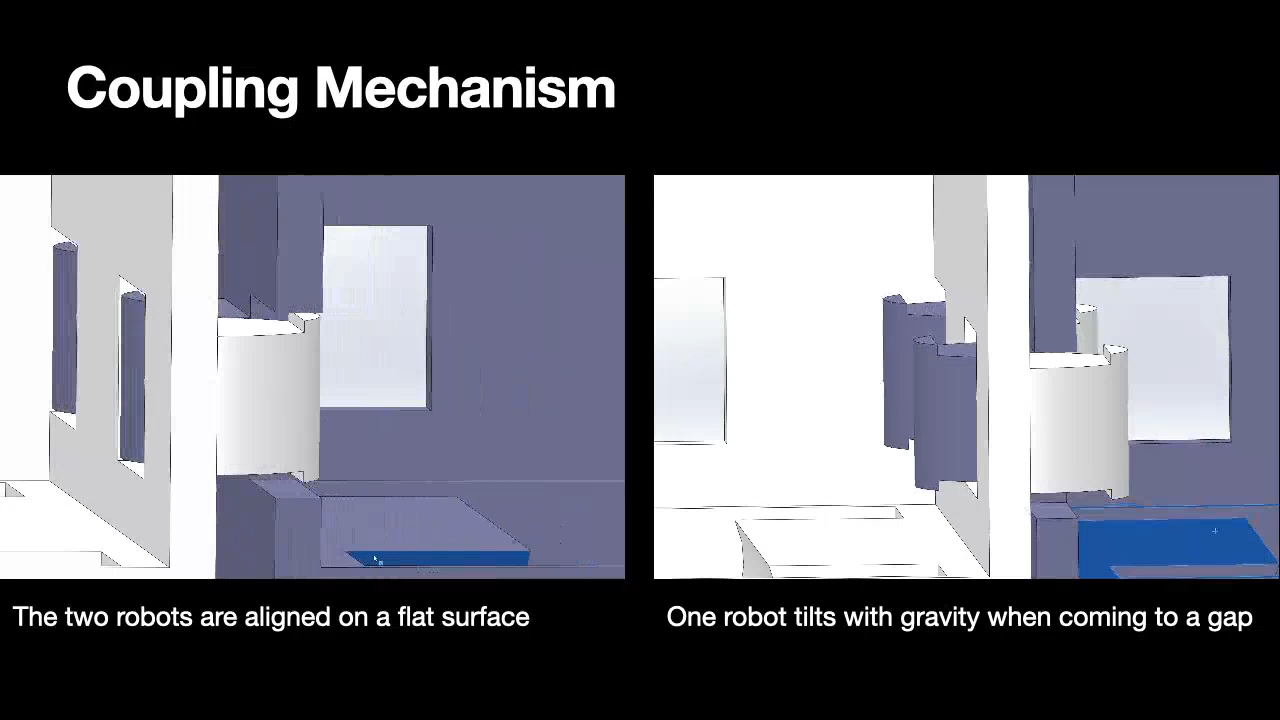 Coupling Mechanism
The two robots are aligned on a flat surface
One robot tilts with gravity when coming to a gap